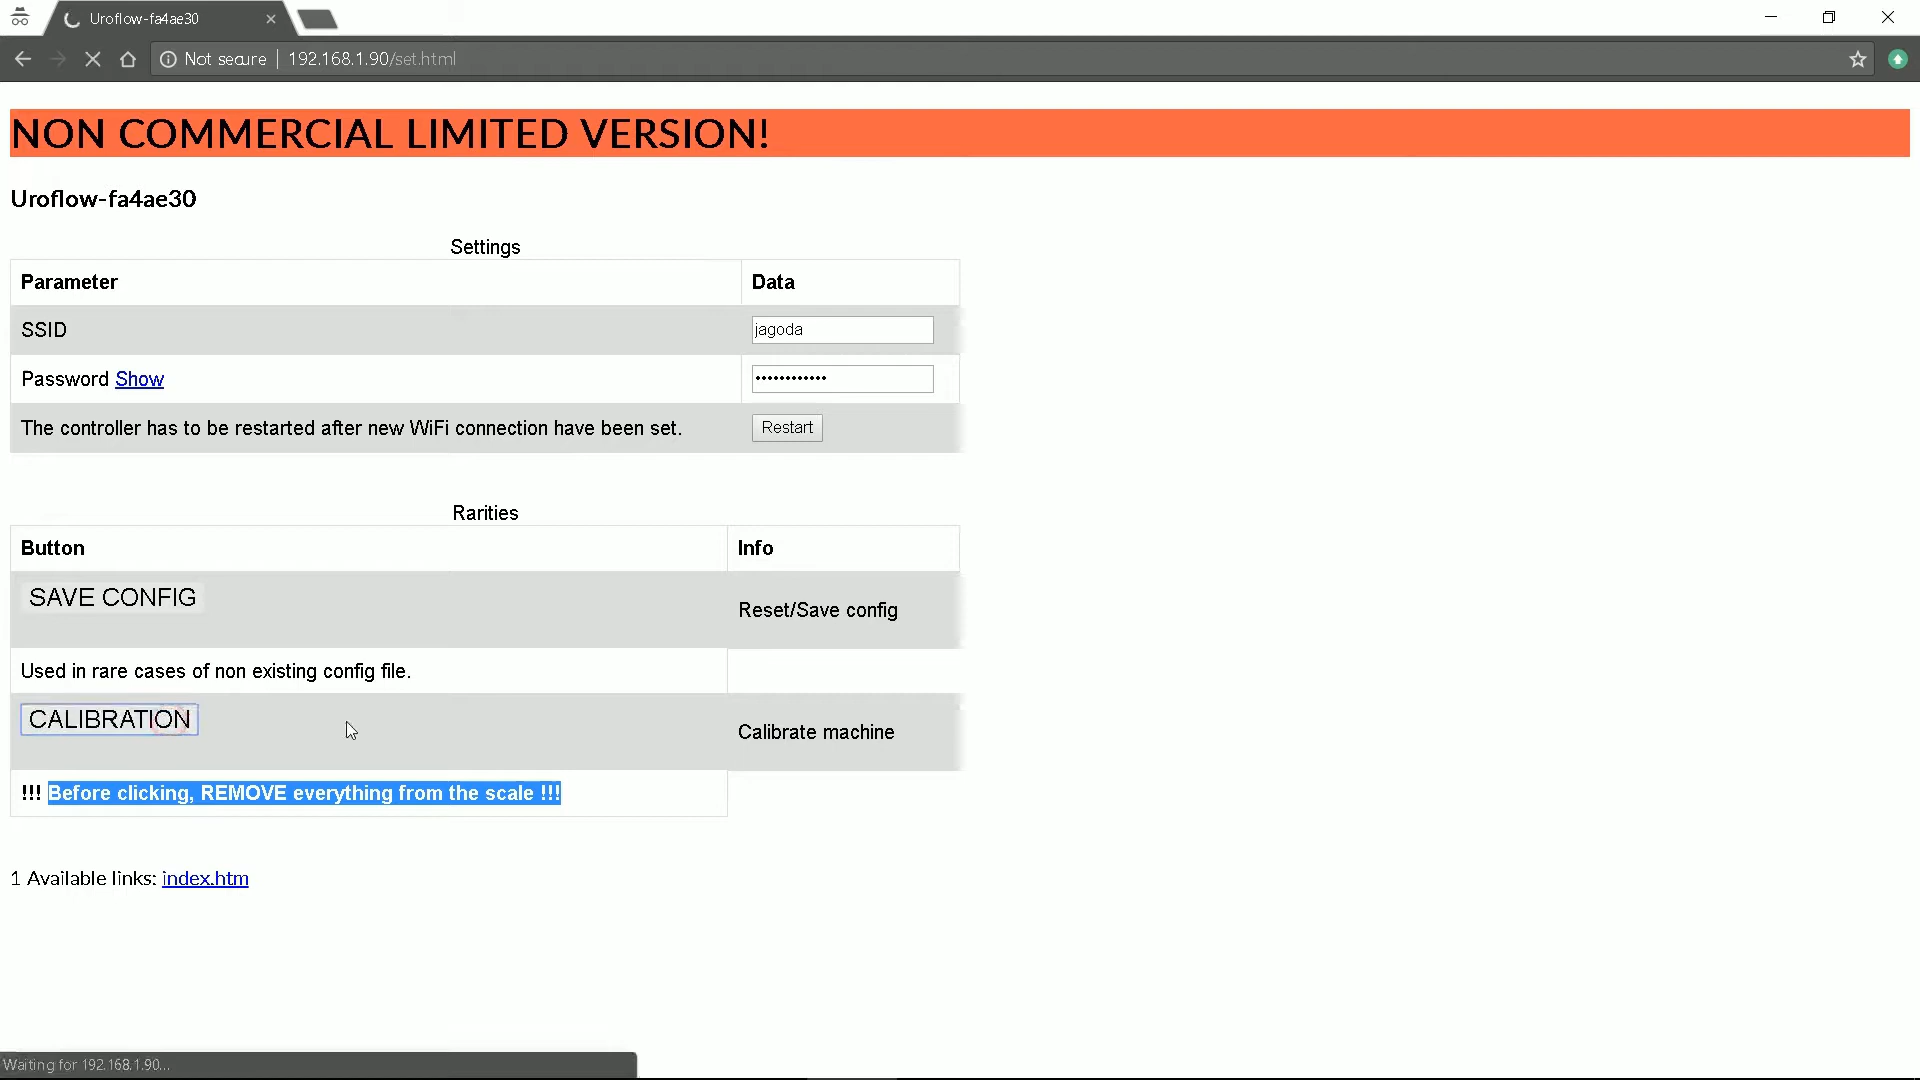 Uroflow-fa4ae30
Not secure 192.168.1.90/set.html
NON COMMERCIAL LIMITED VERSION!
Uroflow-fa4ae30
Settings
Parameter Data
SSID jagoda
Password Show ••••••••••••
The controller has to be restarted after new WiFi connection have been set. Restart
Rarities
Button Info
SAVE CONFIG Reset/Save config
Used in rare cases of non existing config file.
CALIBRATION Calibrate machine
!!! Before clicking, REMOVE everything from the scale !!!
1 Available links: index.htm
Waiting for 192.168.1.90...